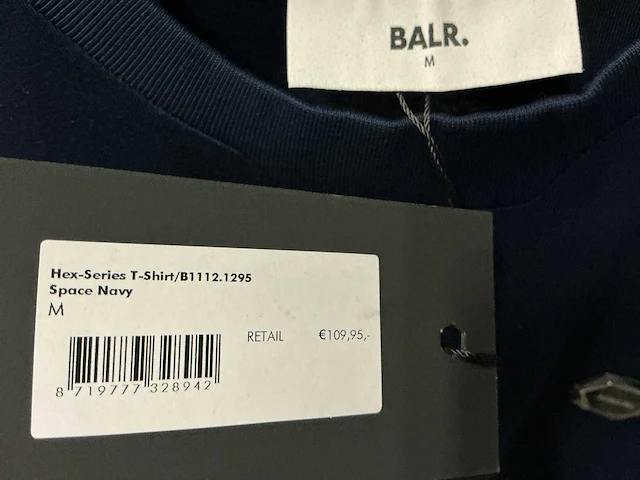 BALR.
M
Hex-Series T-Shirt/B1112.1295
Space Navy
M
RETAIL €109,95,-
8 719777 328942